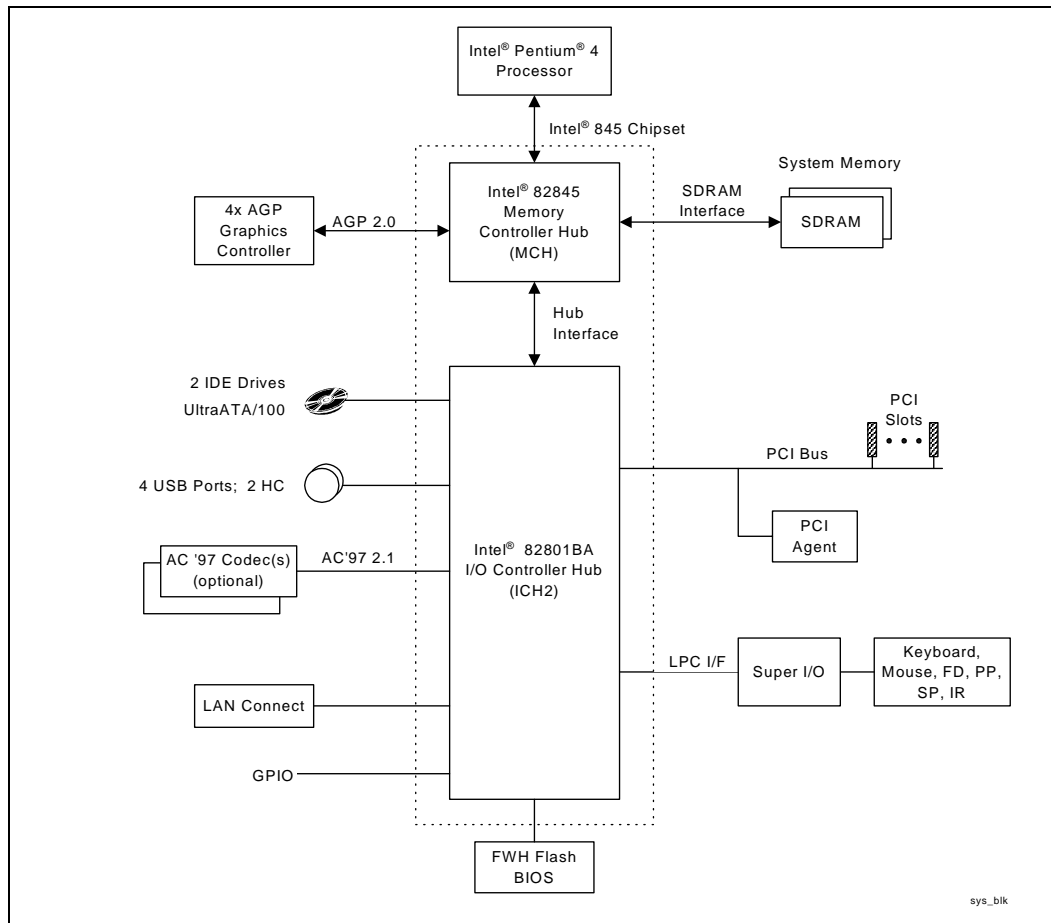 Intel® Pentium® 4
Processor
Intel® 845 Chipset
System Memory
4x AGP
Graphics
Controller
AGP 2.0
Intel® 82845
Memory
Controller Hub
(MCH)
SDRAM
Interface
SDRAM
Hub
Interface
2 IDE Drives
UltraATA/100
PCI
Slots
PCI Bus
4 USB Ports; 2 HC
PCI
Agent
AC '97 Codec(s)
(optional)
AC'97 2.1
Intel® 82801BA
I/O Controller Hub
(ICH2)
LPC I/F
Super I/O
Keyboard,
Mouse, FD, PP,
SP, IR
LAN Connect
GPIO
FWH Flash
BIOS
sys_blk